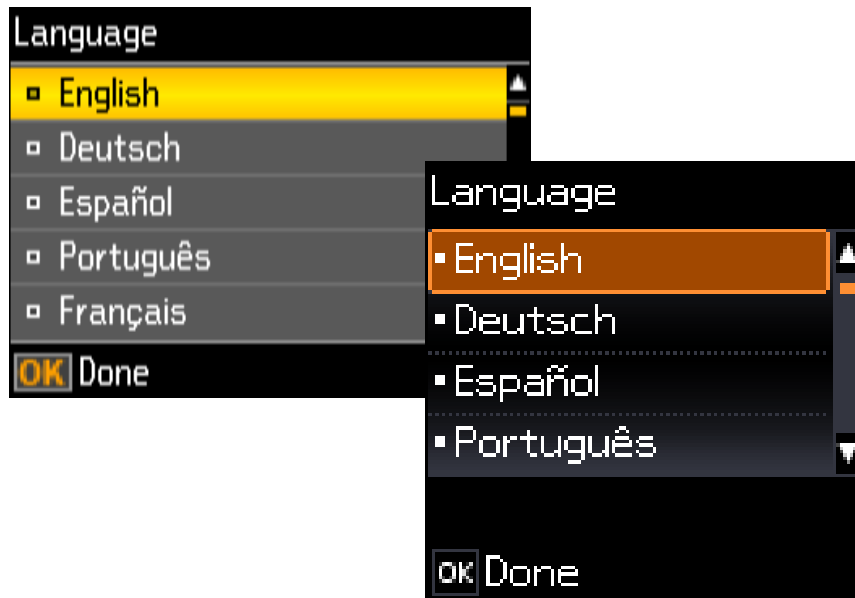 Language
English
Deutsch
Español
Português
Français
OK Done
Language
English
Deutsch
Español
Português
OK Done